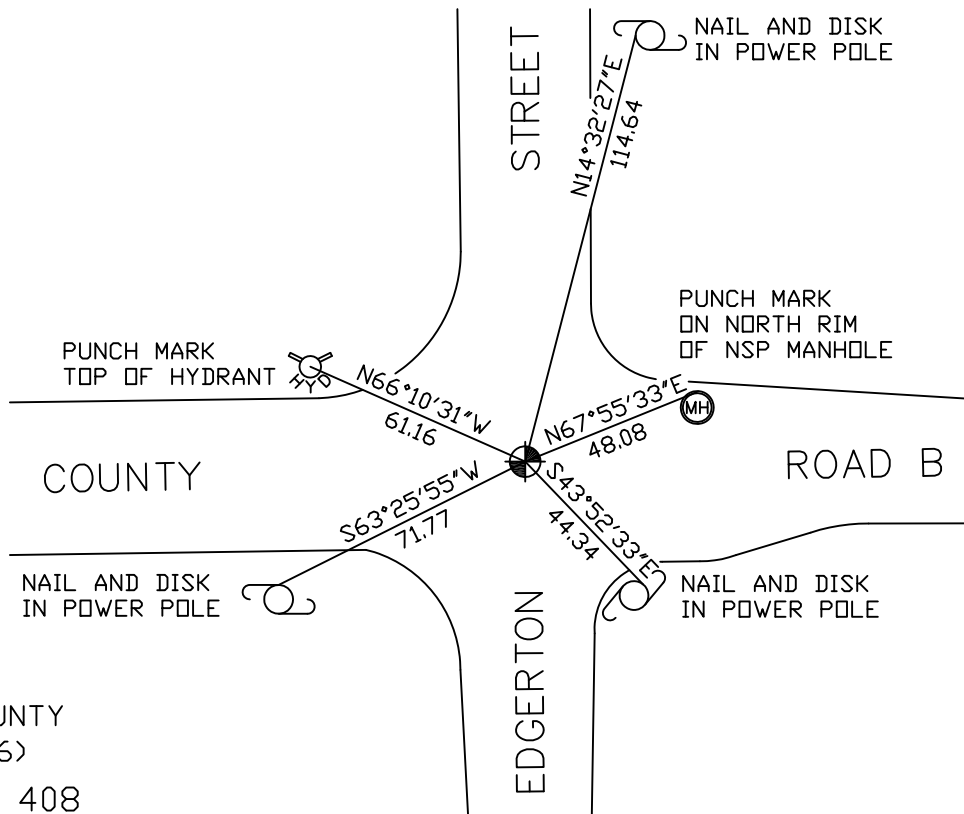 NAIL AND DISK
IN POWER POLE
STREET
N14°32'27"E
114.64
PUNCH MARK
ON NORTH RIM
OF NSP MANHOLE
PUNCH MARK
TOP OF HYDRANT
HYD
N66°10'31"W
61.16
N67°55'33"E
48.08
MH
COUNTY
ROAD B
S63°25'55"W
71.77
S43°52'33"E
44.34
NAIL AND DISK
IN POWER POLE
NAIL AND DISK
IN POWER POLE
EDGERTON
UNTY
6)
408